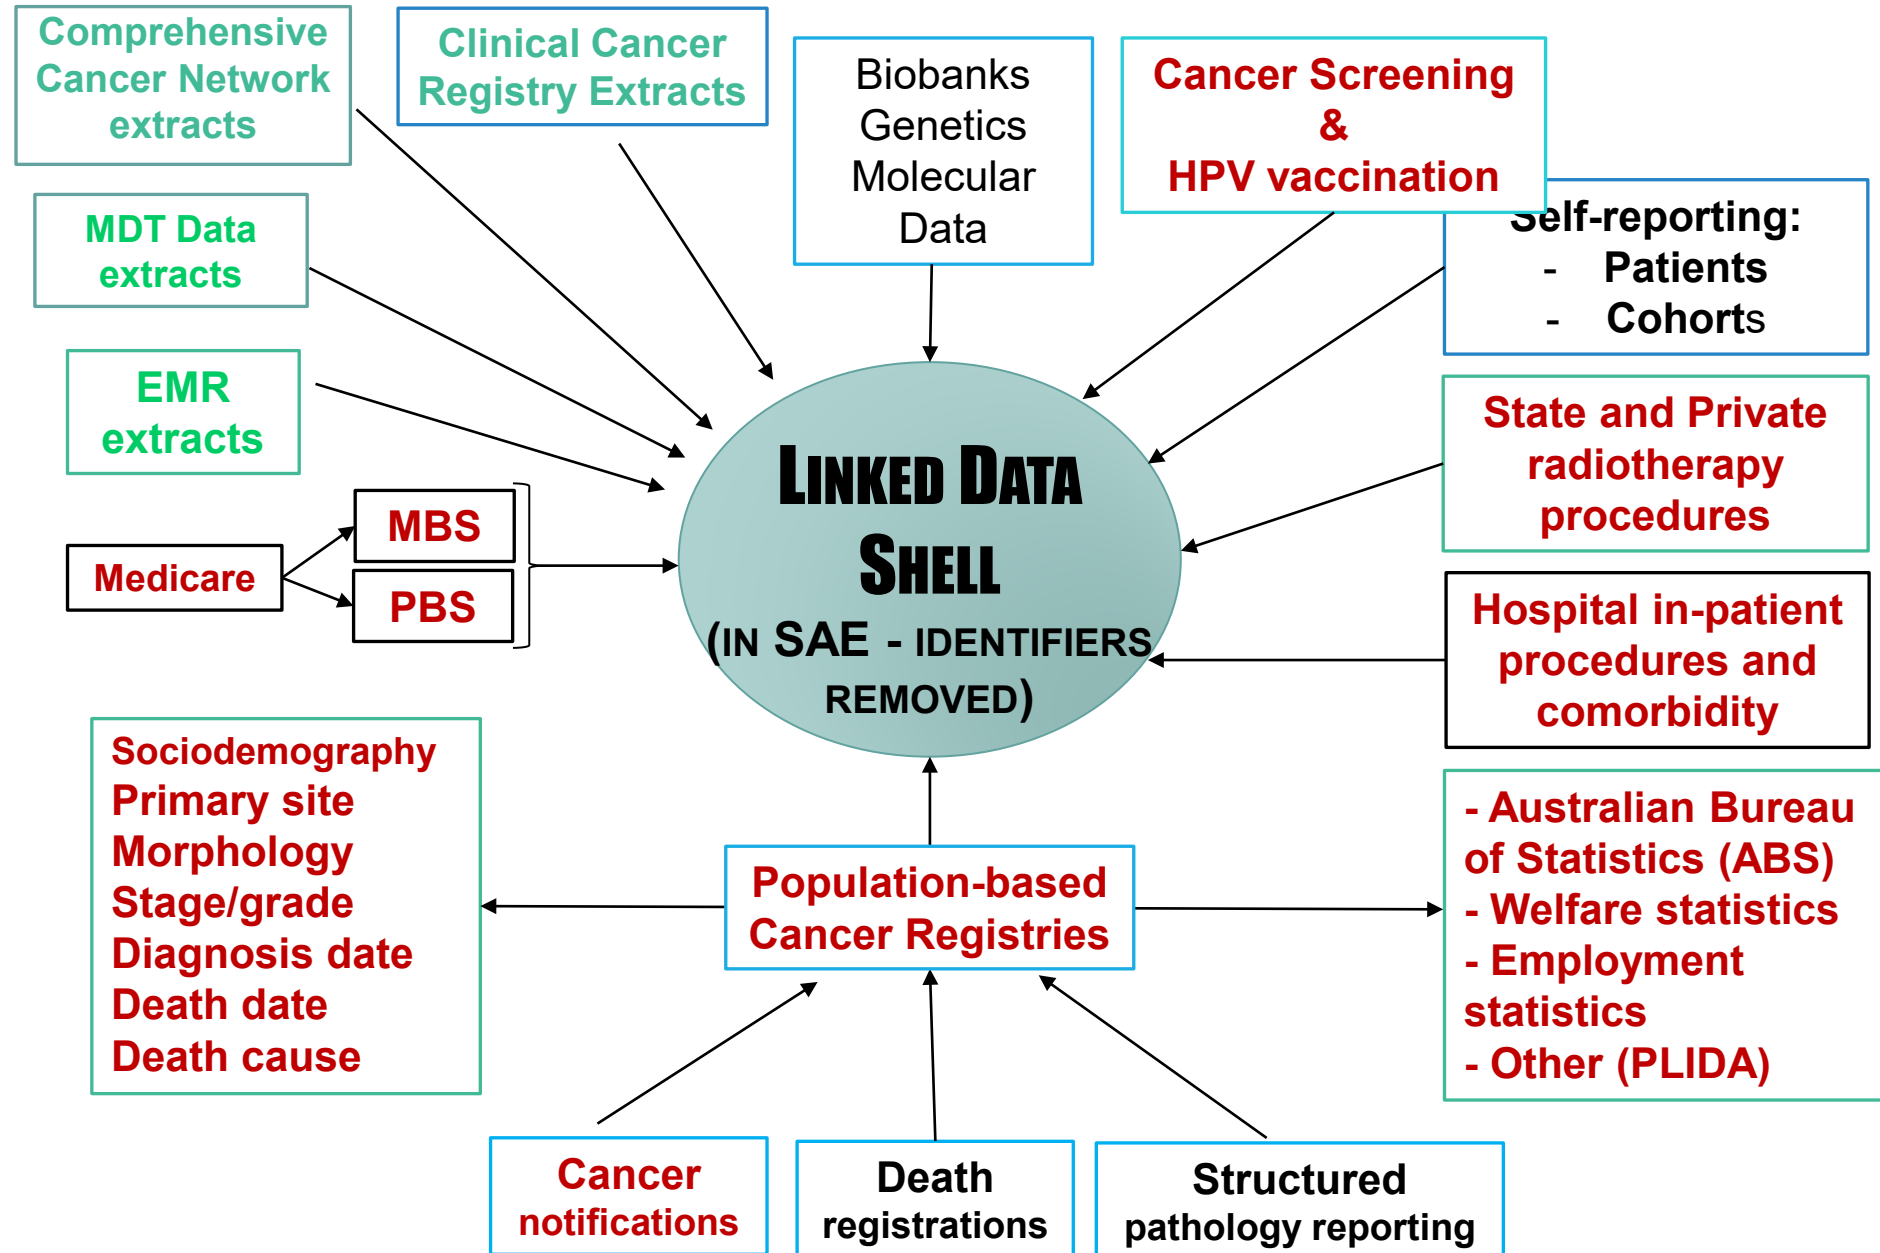 Comprehensive
Cancer Network
extracts
Clinical Cancer
Registry Extracts
Biobanks
Genetics
Molecular
Data
Cancer Screening
&
HPV vaccination
Self-reporting:
- Patients
- Cohorts
MDT Data
extracts
EMR
extracts
State and Private
radiotherapy
procedures
Medicare
MBS
PBS
LINKED DATA
SHELL
(IN SAE - IDENTIFIERS
REMOVED)
Hospital in-patient
procedures and
comorbidity
Sociodemography
Primary site
Morphology
Stage/grade
Diagnosis date
Death date
Death cause
Population-based
Cancer Registries
- Australian Bureau
of Statistics (ABS)
- Welfare statistics
- Employment
statistics
- Other (PLIDA)
Cancer
notifications
Death
registrations
Structured
pathology reporting